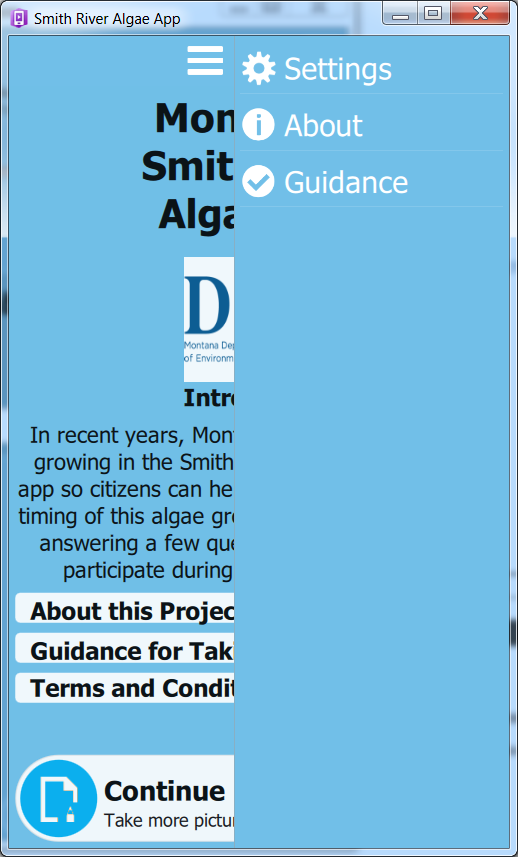 Smith River Algae App
Settings
About
Guidance
Mon
Smit
Alga
D
Montana Dep
of Environm
Intro
In recent years, Mont
growing in the Smith
app so citizens can he
timing of this algae gro
answering a few que
participate during
About this Projec
Guidance for Taki
Terms and Condit
Continue
Take more pictur